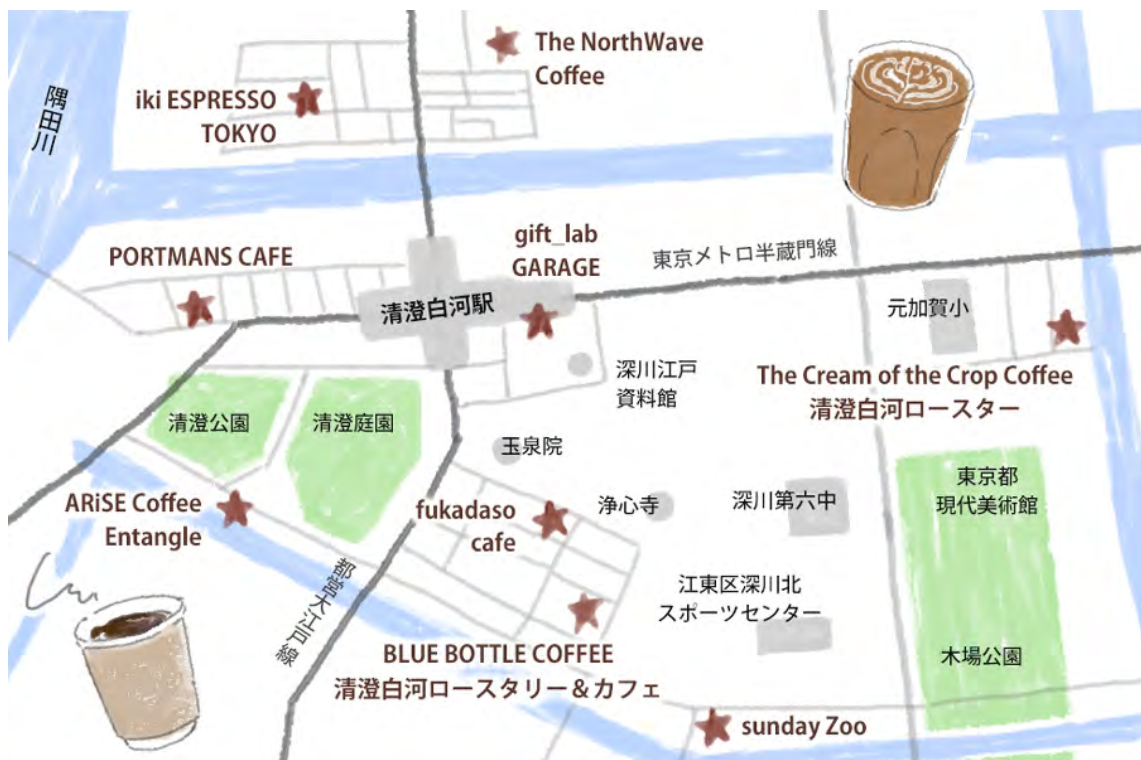 The NorthWave
Coffee
iki ESPRESSO
TOKYO
隅田川
gift_lab
GARAGE
東京メトロ半蔵門線
PORTMANS CAFE
清澄白河駅
元加賀小
深川江戸
資料館
The Cream of the Crop Coffee
清澄白河ロースター
清澄公園
清澄庭園
玉泉院
東京都
現代美術館
ARiSE Coffee
Entangle
fukadaso
cafe
浄心寺
深川第六中
都営大江戸線
江東区深川北
スポーツセンター
BLUE BOTTLE COFFEE
清澄白河ロースタリー＆カフェ
木場公園
sunday Zoo